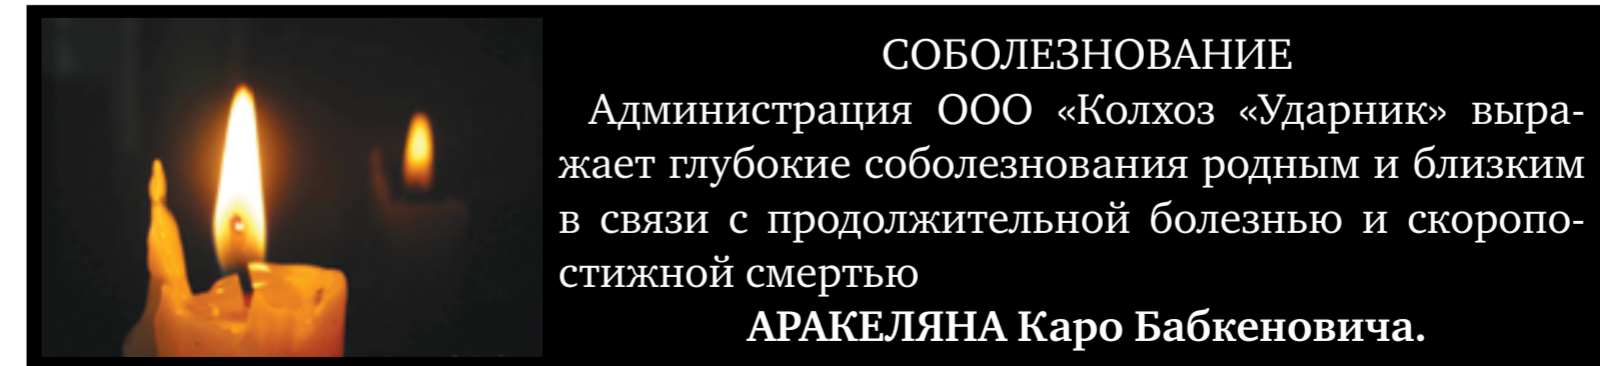 СОБОЛЕЗНОВАНИЕ
Администрация ООО «Колхоз «Ударник» выра-
жает глубокие соболезнования родным и близким
в связи с продолжительной болезнью и скоропо-
стижной смертью
АРАКЕЛЯНА Каро Бабкеновича.